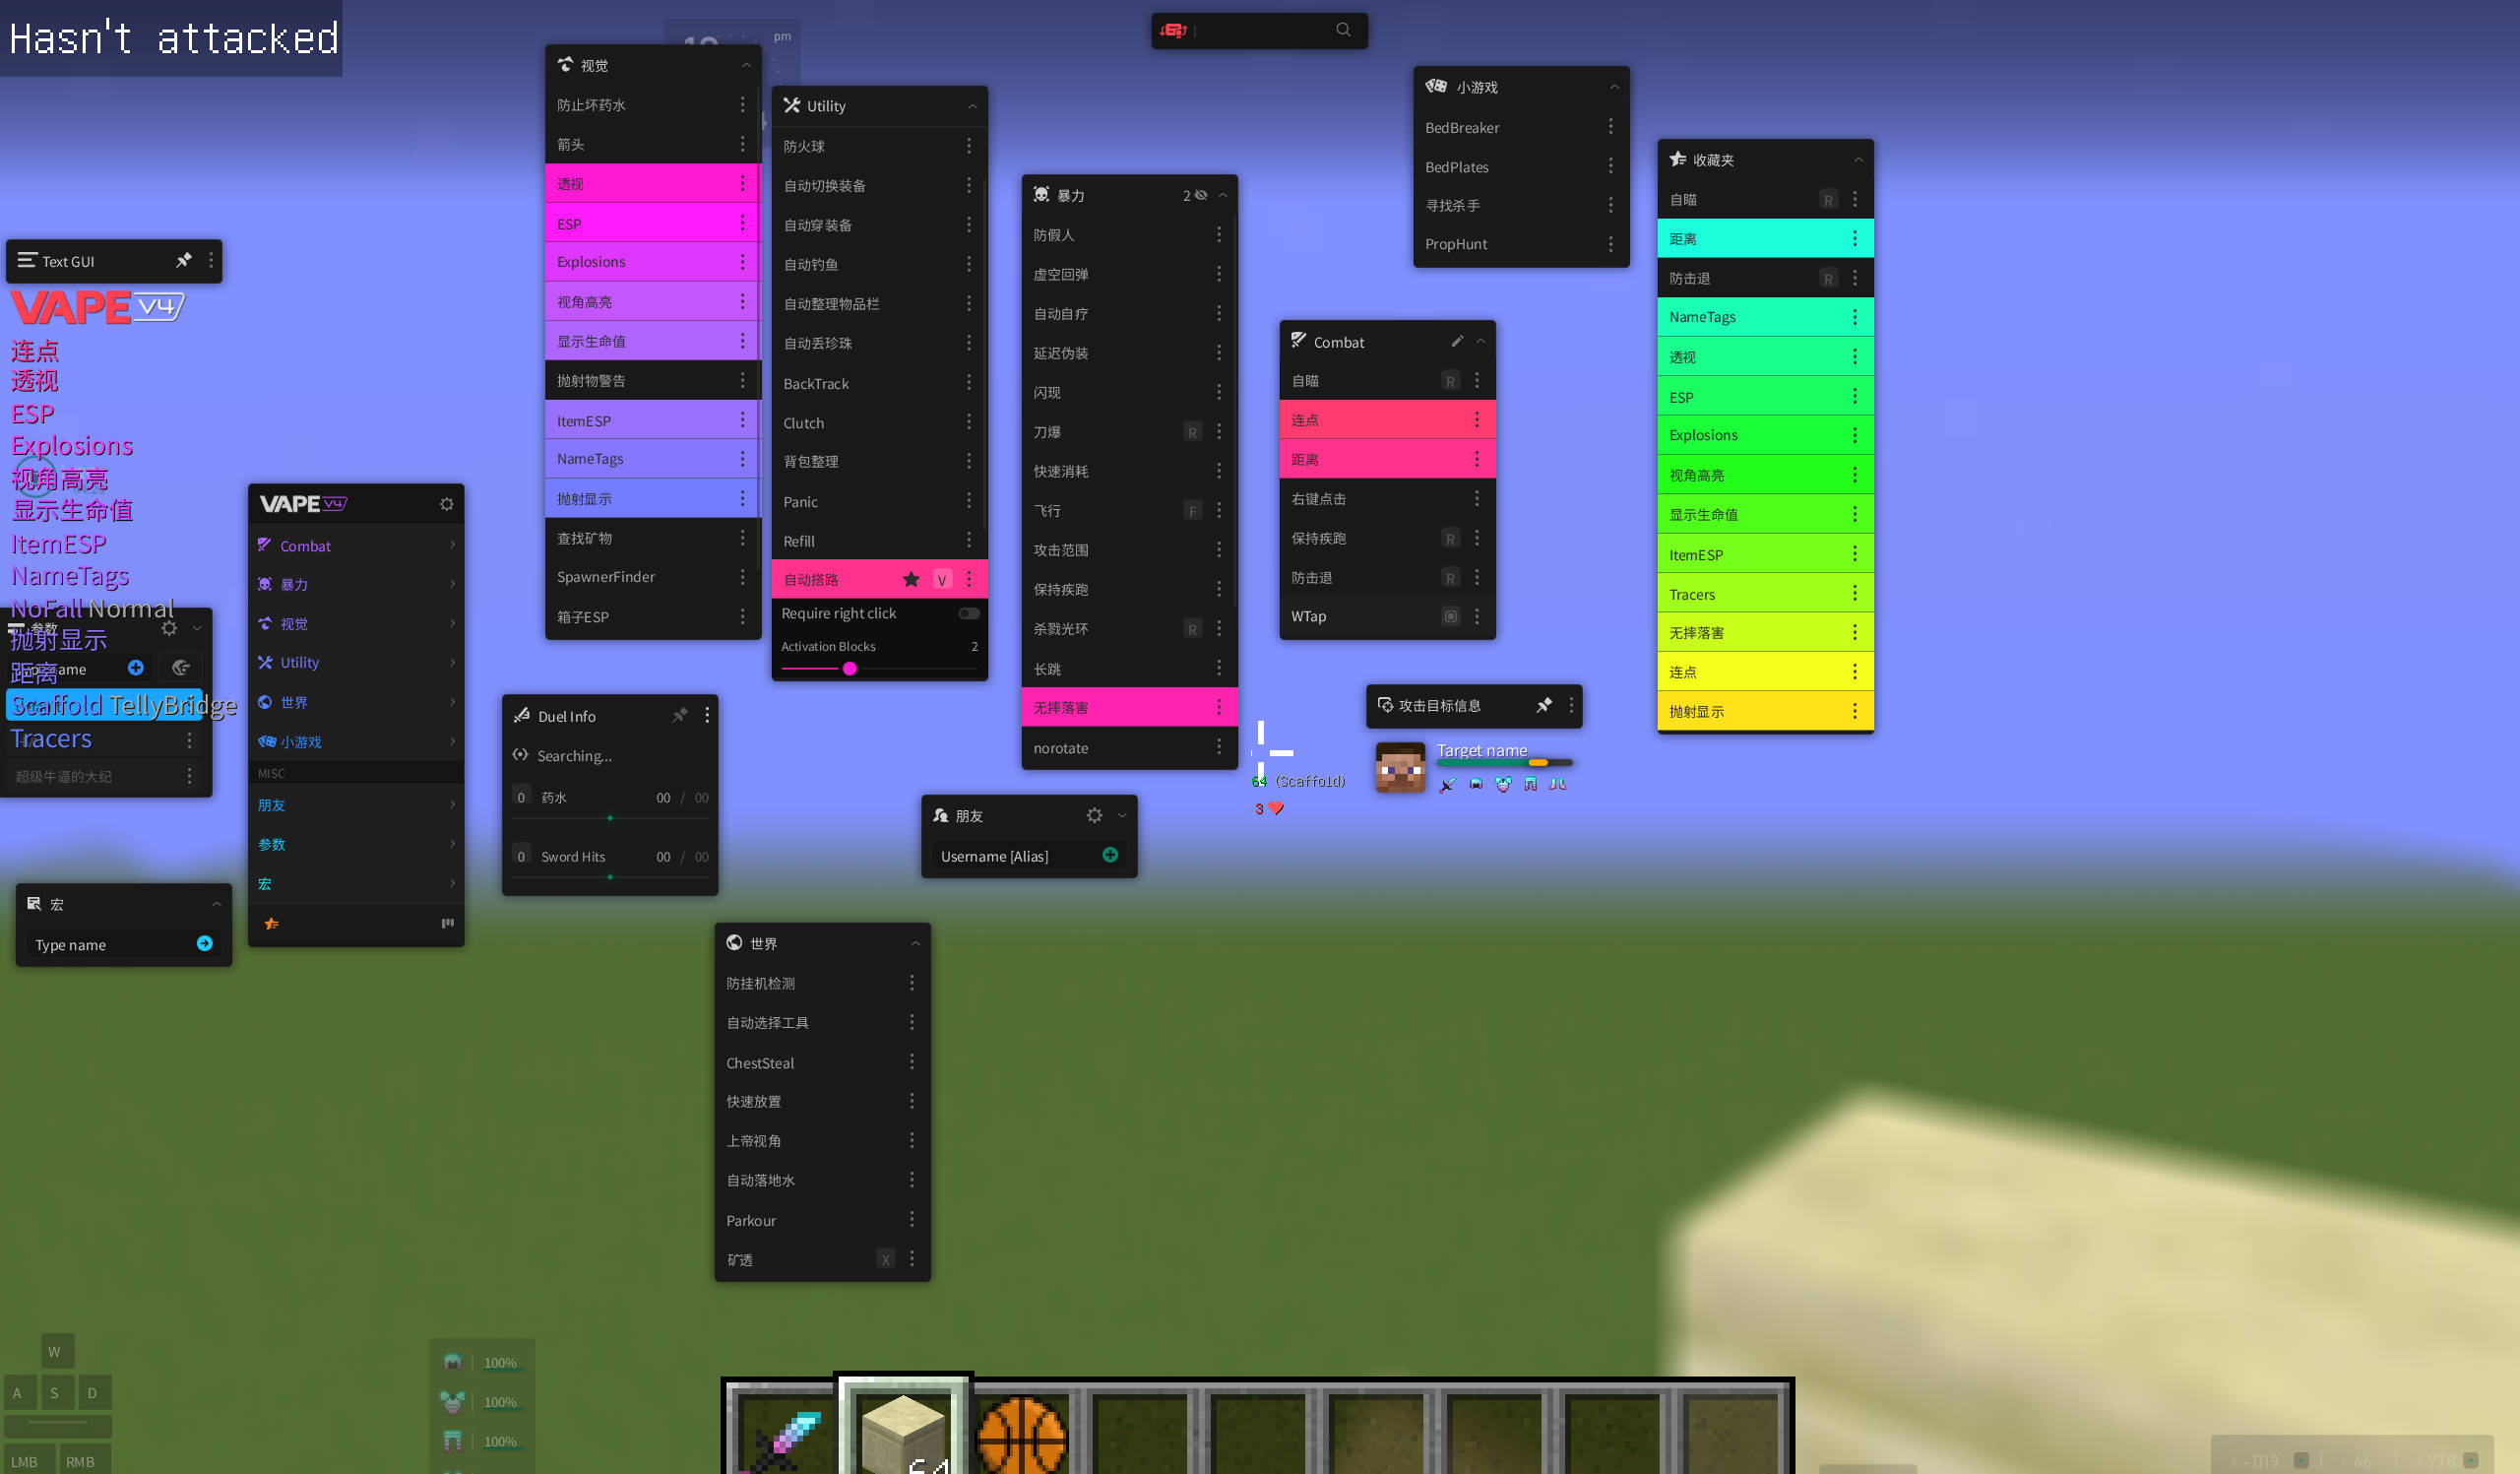 Hasn't attacked
pm
视觉
防止坏药水
箭头
透视
ESP
Explosions
视角高亮
显示生命值
抛射物警告
ItemESP
NameTags
抛射显示
查找矿物
SpawnerFinder
箱子ESP
Utility
防火球
自动切换装备
自动穿装备
自动钓鱼
自动整理物品栏
自动丢珍珠
BackTrack
Clutch
背包整理
Panic
Refill
自动搭路 V
Require right click
Activation Blocks 2
暴力 2
防假人
虚空回弹
自动自疗
延迟伪装
闪现
刀爆 R
快速消耗
飞行 F
攻击范围
保持疾跑
杀戮光环 R
长跳
无摔落害
norotate
小游戏
BedBreaker
BedPlates
寻找杀手
PropHunt
收藏夹
自瞄 R
距离
防击退 R
NameTags
透视
ESP
Explosions
视角高亮
显示生命值
ItemESP
Tracers
无摔落害
连点
抛射显示
Combat
自瞄 R
连点
距离
右键点击
保持疾跑 R
防击退 R
WTap
攻击目标信息
Target name
64 (Scaffold)
3
Text GUI
VAPE V4
连点
透视
ESP
Explosions
视角高亮
显示生命值
ItemESP
NameTags
NoFall Normal
抛射显示
距离
Scaffold TellyBridge
Tracers
参数
name
超级牛逼的大纪
VAPE V4
Combat
暴力
视觉
Utility
世界
小游戏
MISC
朋友
参数
宏
宏
Type name
Duel Info
Searching...
0 药水 00 / 00
0 Sword Hits 00 / 00
朋友
Username [Alias]
世界
防挂机检测
自动选择工具
ChestSteal
快速放置
上帝视角
自动落地水
Parkour
矿透 X
W
A S D
LMB RMB
100%
100%
100%
64
X -1119 Y 46 Z 778